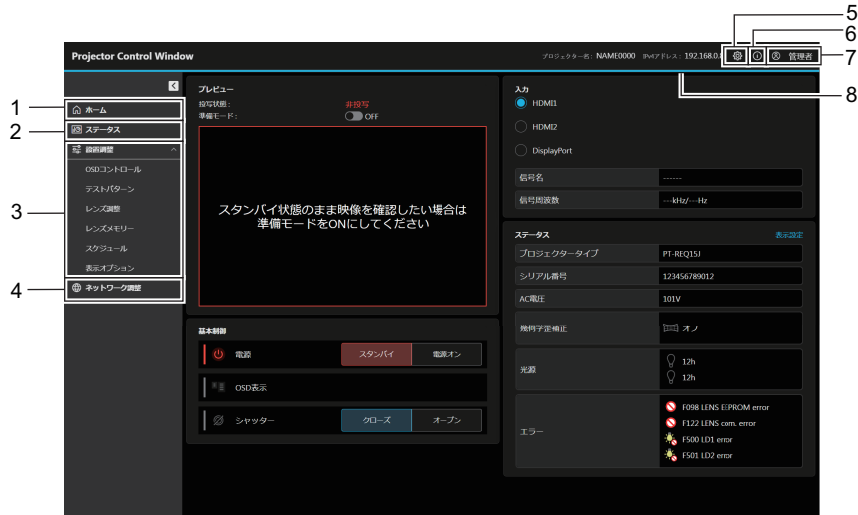 5
6
7
8
1
2
3
4
Projector Control Window
プロジェクター名: NAME0000 IPv4アドレス: 192.168.0.
管理者
ホーム
ステータス
設置調整
OSDコントロール
テストパターン
レンズ調整
レンズメモリー
スケジュール
表示オプション
ネットワーク調整
プレビュー
投写状態:
非投写
準備モード:
OFF
スタンバイ状態のまま映像を確認したい場合は
準備モードをONにしてください
基本制御
電源
スタンバイ
電源オン
OSD表示
シャッター
クローズ
オープン
入力
HDMI1
HDMI2
DisplayPort
信号名
------
信号周波数
---kHz/---Hz
ステータス
表示設定
プロジェクタータイプ
PT-REQ15J
シリアル番号
123456789012
AC電圧
101V
幾何学歪補正
オフ
光源
12h
12h
エラー
F098 LENS EEPROM error
F122 LENS com. error
F500 LD1 error
F501 LD2 error